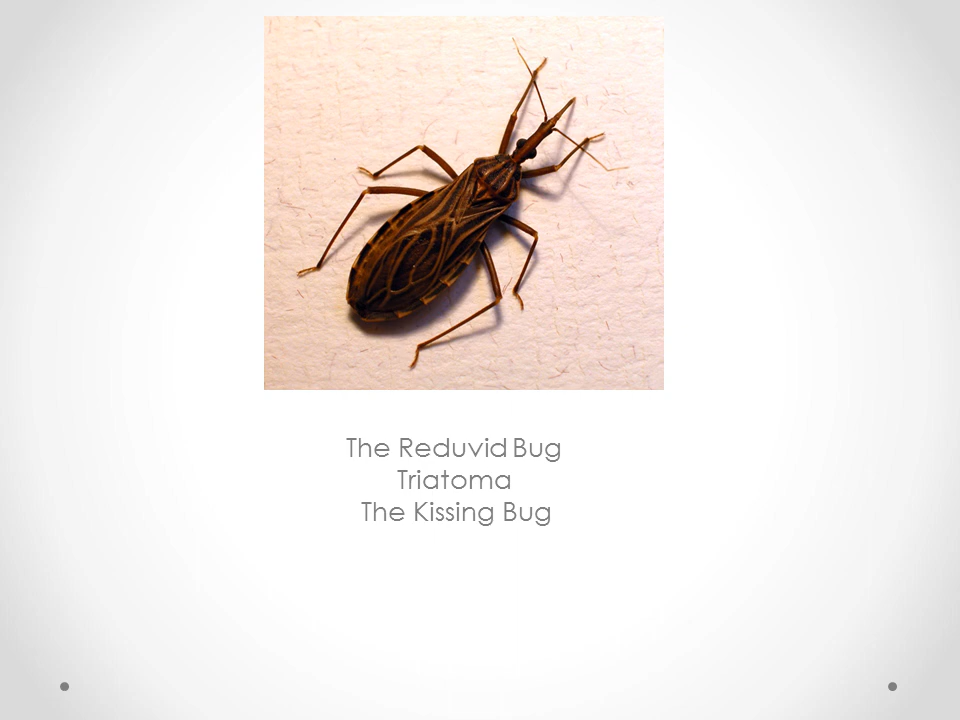 The Reduvid Bug
Triatoma
The Kissing Bug